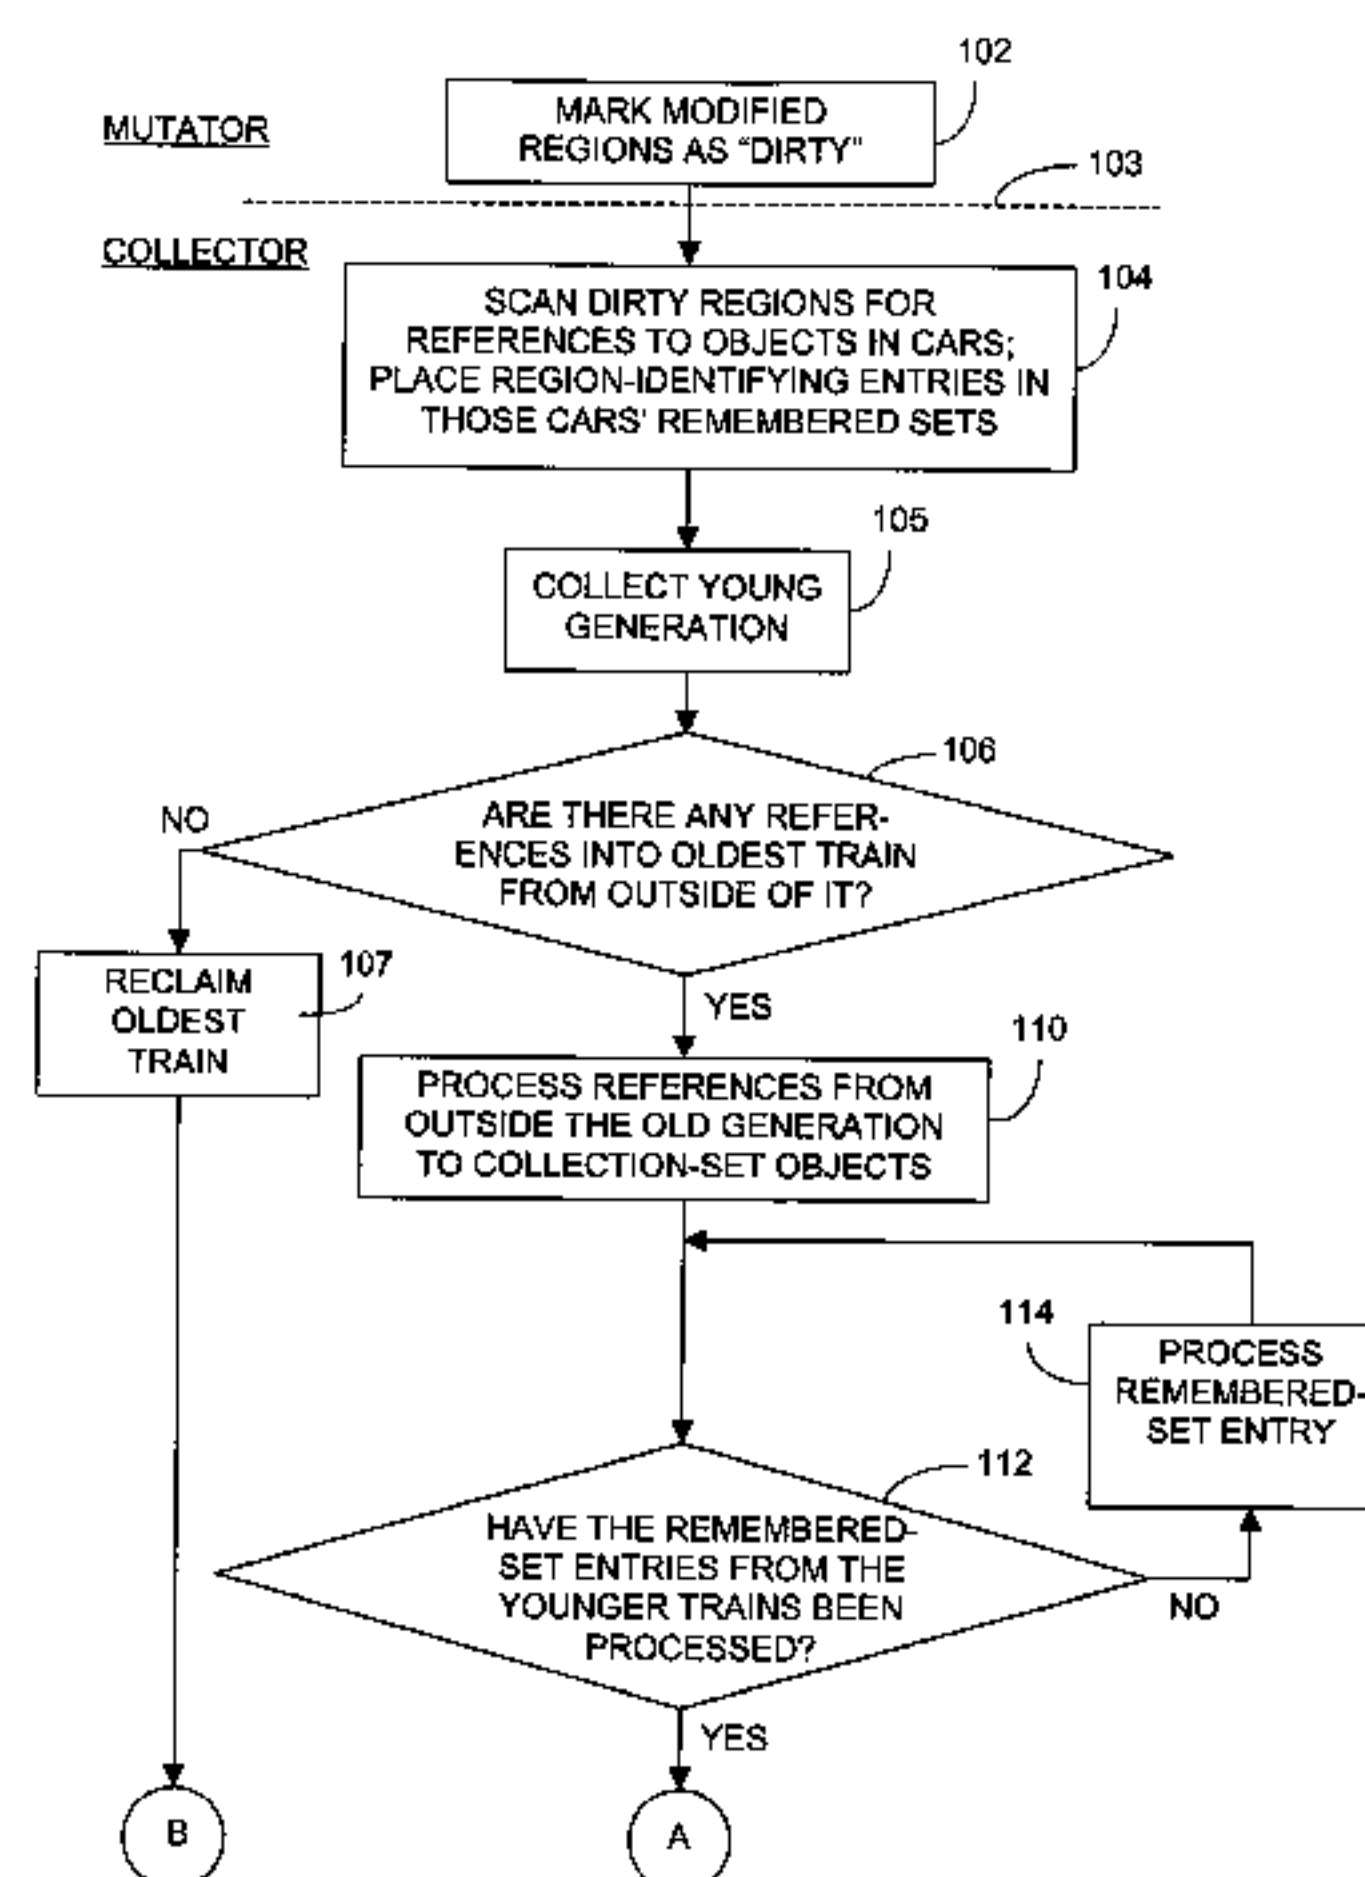 102
MARK MODIFIED
REGIONS AS "DIRTY"
MUTATOR
103
COLLECTOR
104
SCAN DIRTY REGIONS FOR
REFERENCES TO OBJECTS IN CARS;
PLACE REGION-IDENTIFYING ENTRIES IN
THOSE CARS' REMEMBERED SETS
105
COLLECT YOUNG
GENERATION
106
NO
ARE THERE ANY REFER-
ENCES INTO OLDEST TRAIN
FROM OUTSIDE OF IT?
107
RECLAIM
OLDEST
TRAIN
YES
110
PROCESS REFERENCES FROM
OUTSIDE THE OLD GENERATION
TO COLLECTION-SET OBJECTS
114
PROCESS
REMEMBERED-
SET ENTRY
112
HAVE THE REMEMBERED-
SET ENTRIES FROM THE
YOUNGER TRAINS BEEN
PROCESSED?
NO
YES
B
A